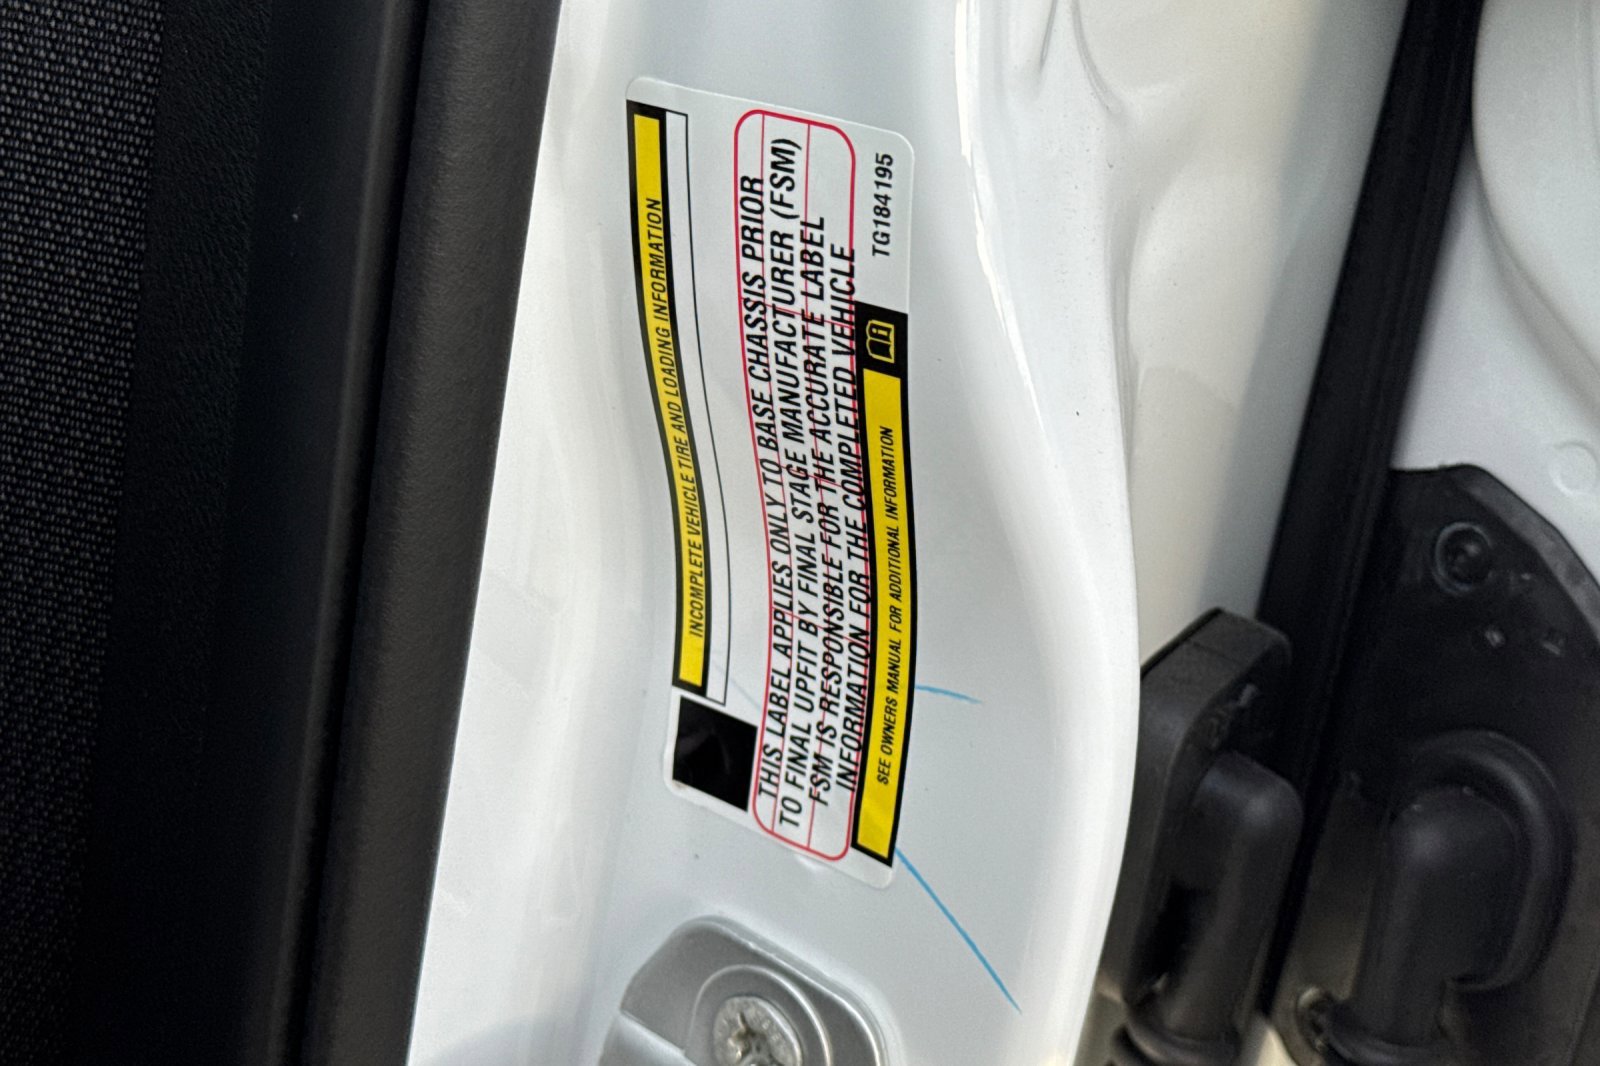 INCOMPLETE VEHICLE TIRE AND LOADING INFORMATION
THIS LABEL APPLIES ONLY TO BASE CHASSIS PRIOR
TO FINAL UPFIT BY FINAL STAGE MANUFACTURER (FSM)
FSM IS RESPONSIBLE FOR THE ACCURATE LABEL
INFORMATION FOR THE COMPLETED VEHICLE
SEE OWNERS MANUAL FOR ADDITIONAL INFORMATION
TG184195